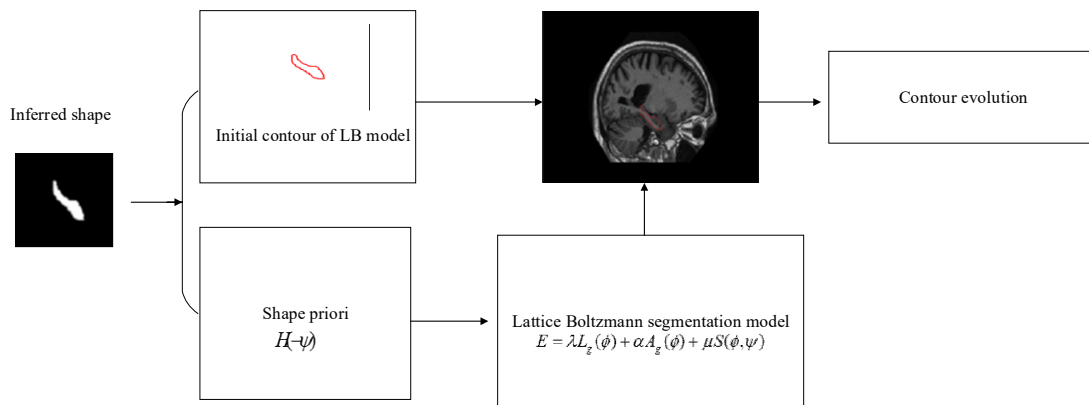 Inferred shape
Initial contour of LB model
Contour evolution
Shape priori
H(−ψ)
Lattice Boltzmann segmentation model
E = λL_g(ϕ) + αA_g(ϕ) + μS(ϕ,ψ)